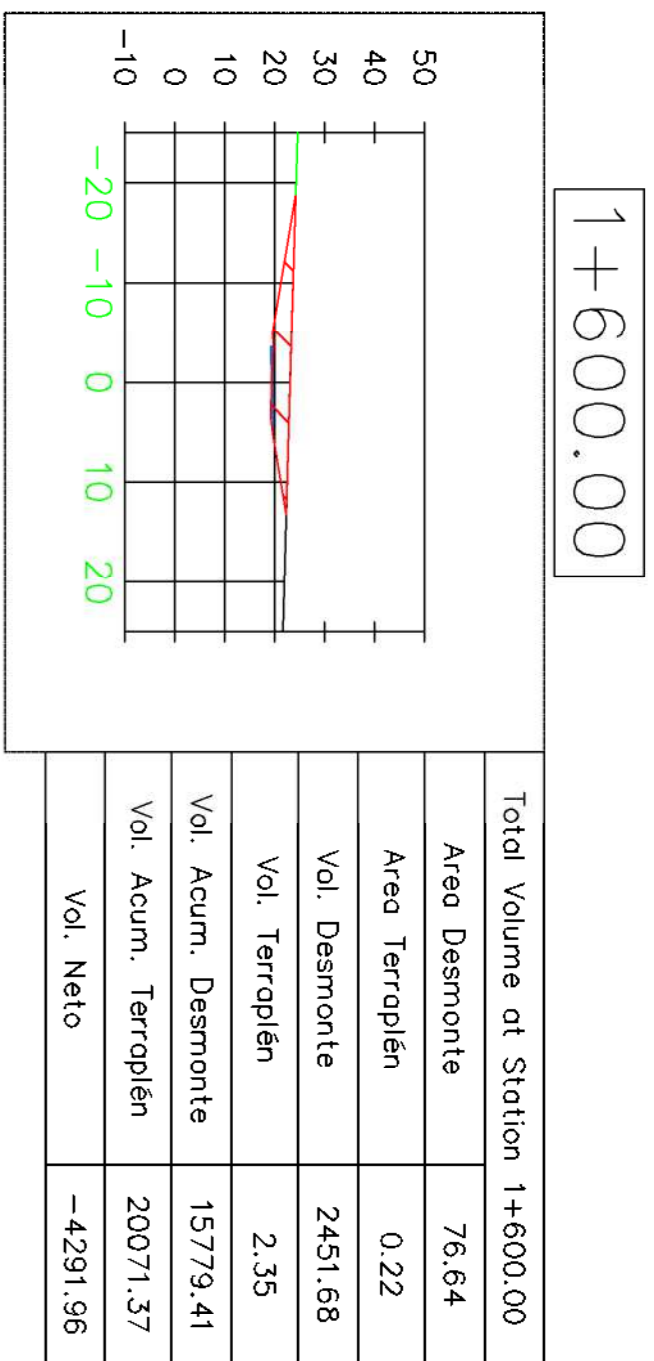 1+600.00
50
40
30
20
10
0
-10
-20 -10 0 10 20
Total Volume at Station 1+600.00
Area Desmonte 76.64
Area Terraplén 0.22
Vol. Desmonte 2451.68
Vol. Terraplén 2.35
Vol. Acum. Desmonte 15779.41
Vol. Acum. Terraplén 20071.37
Vol. Neto -4291.96